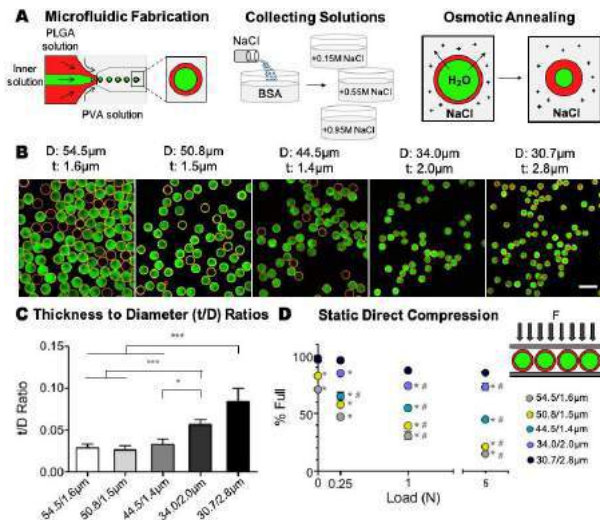 A Microfluidic Fabrication
PLGA
solution
Inner
solution
PVA solution
Collecting Solutions
NaCl
BSA
+0.15M NaCl
+0.55M NaCl
+0.95M NaCl
Osmotic Annealing
H₂O
NaCl
NaCl
B
D: 54.5µm
t: 1.6µm
D: 50.8µm
t: 1.5µm
D: 44.5µm
t: 1.4µm
D: 34.0µm
t: 2.0µm
D: 30.7µm
t: 2.8µm
C Thickness to Diameter (t/D) Ratios
t/D Ratio
0.15
0.10
0.05
0.00
***
***
*
54.5/1.6µm
50.8/1.5µm
44.5/1.4µm
34.0/2.0µm
30.7/2.8µm
D Static Direct Compression
% Full
100
50
0
0
0.25
1
5
Load (N)
*
*
*
* #
*
*
* #
* #
* #
* #
* #
* #
* #
* #
F
54.5/1.6µm
50.8/1.5µm
44.5/1.4µm
34.0/2.0µm
30.7/2.8µm